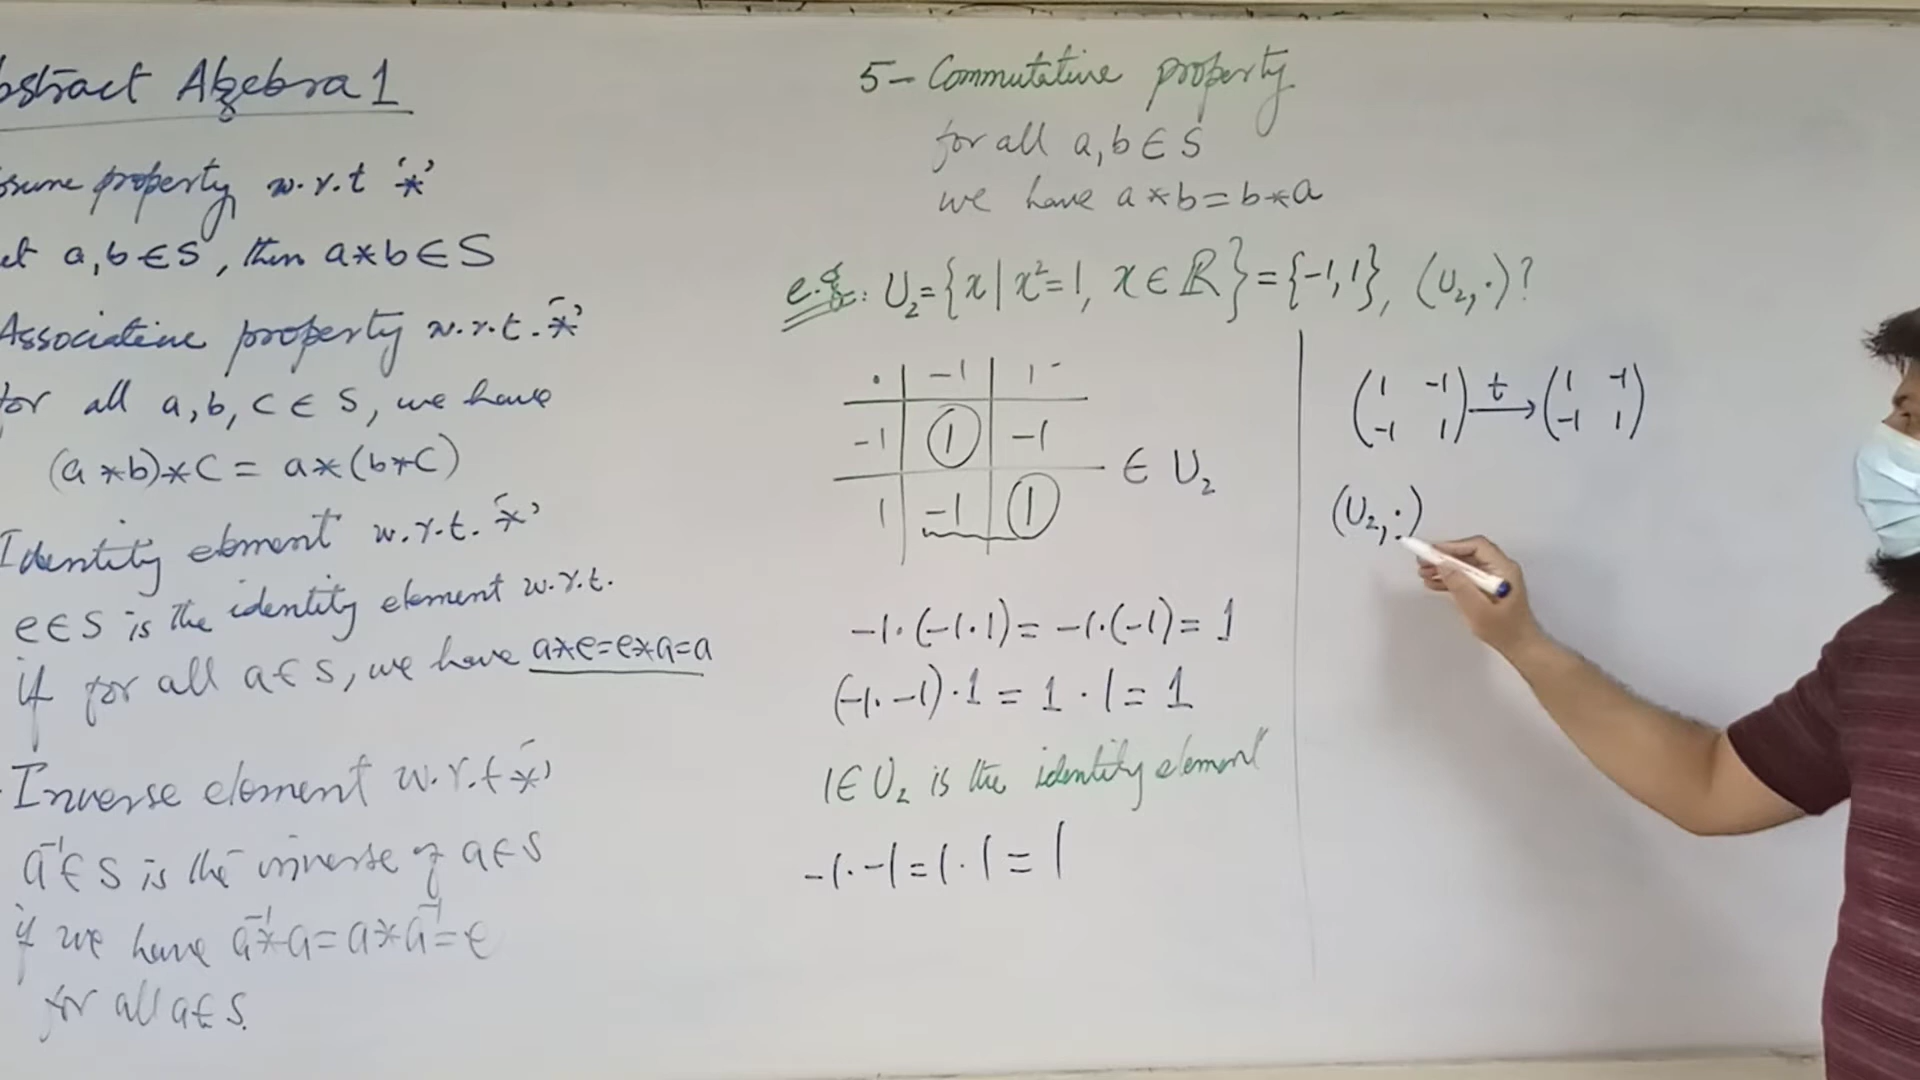 bstract Algebra 1
osure property w.r.t '*'
et a, b ∈ S, then a*b ∈ S
Associative property w.r.t. '*'
for all a, b, c ∈ S, we have
(a*b)*c = a*(b*c)
Identity element w.r.t. '*'
e ∈ S is the identity element w.r.t.
if for all a ∈ S, we have a*e=e*a=a
Inverse element w.r.t '*'
a⁻¹ ∈ S is the inverse of a ∈ S
if we have a⁻¹*a = a*a⁻¹ = e
for all a ∈ S.
5- Commutative property
for all a, b ∈ S
we have a*b = b*a
e.g.: U₂ = {x | x² = 1, x ∈ ℝ} = {-1, 1}, (U₂, ·)?
· -1 1
-1 1 -1
1 -1 1
∈ U₂
-1·(-1·1) = -1·(-1) = 1
(-1·-1)·1 = 1·1 = 1
1 ∈ U₂ is the identity element
-1·-1 = 1·1 = 1
(1 -1) t (1 -1)
(-1 1) → (-1 1)
(U₂, ·)